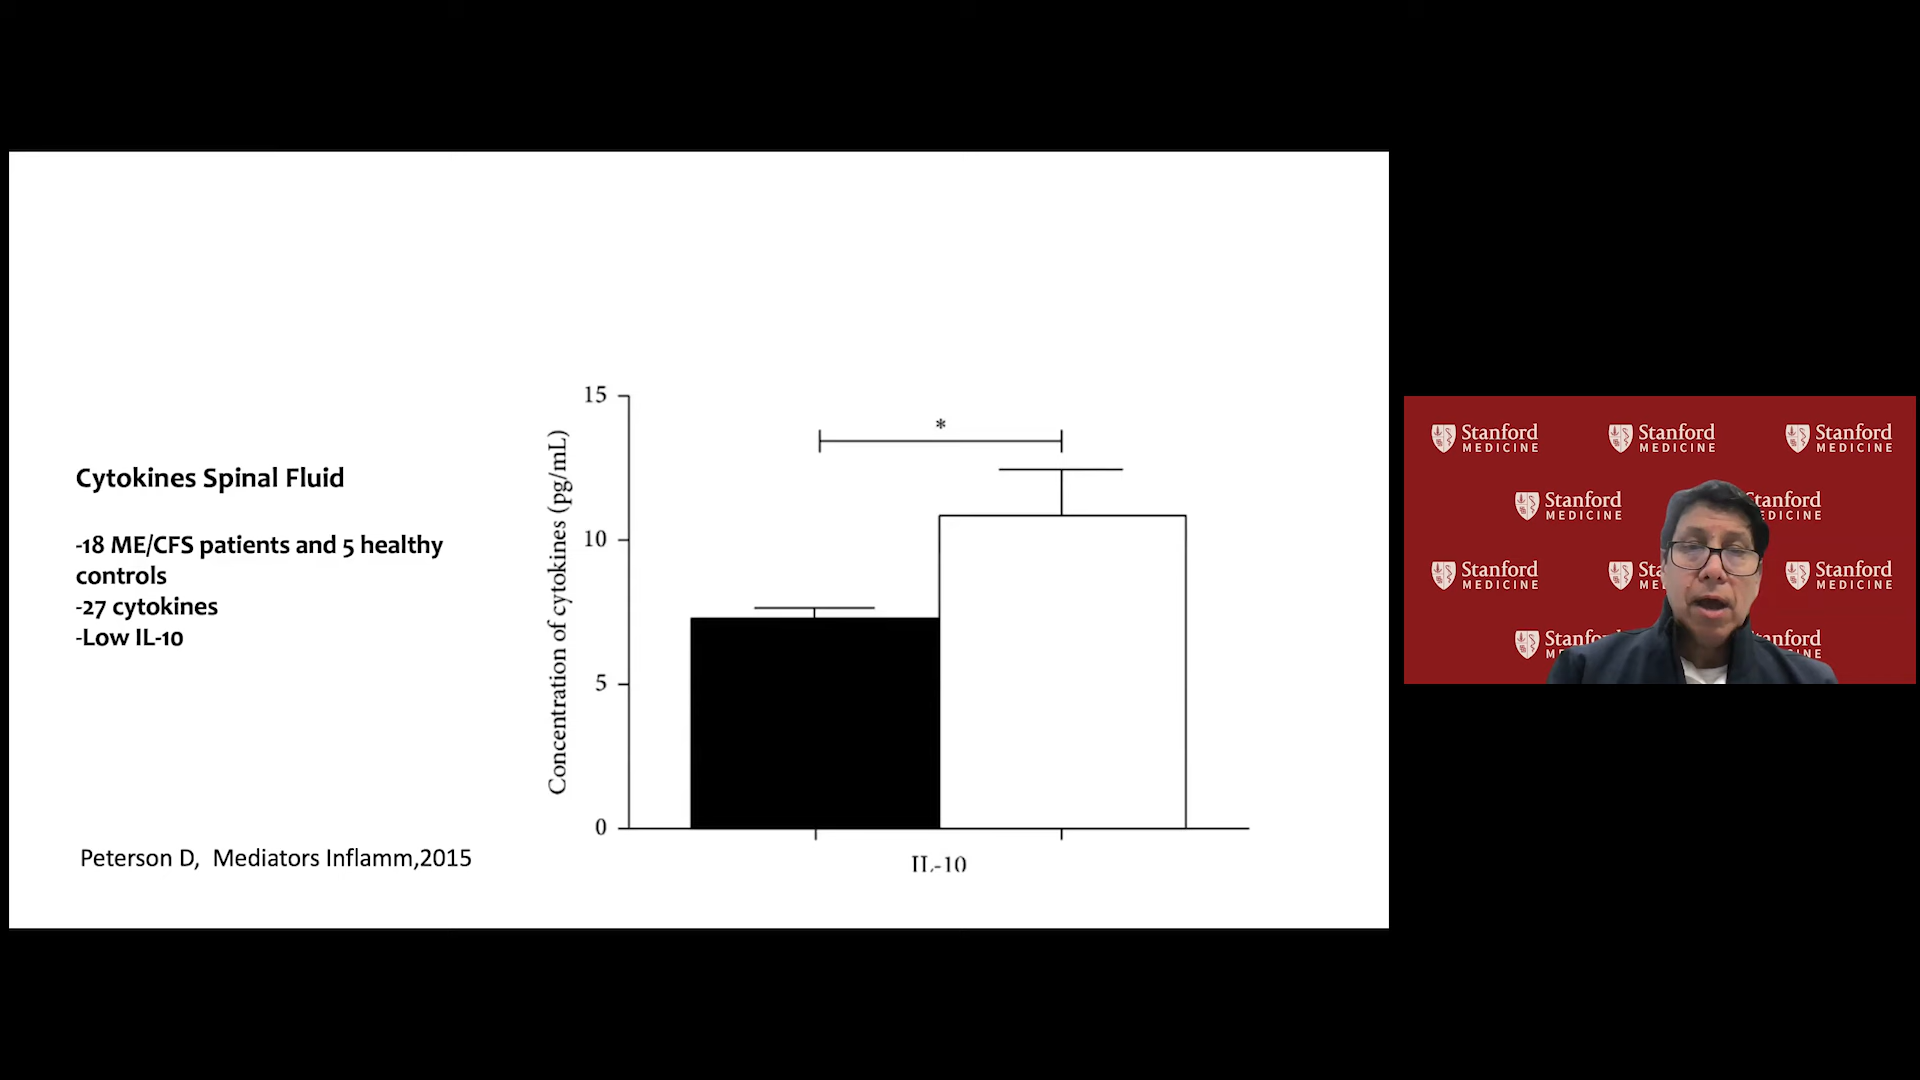 Cytokines Spinal Fluid
-18 ME/CFS patients and 5 healthy
controls
-27 cytokines
-Low IL-10
Peterson D, Mediators Inflamm,2015
Concentration of cytokines (pg/mL)
15
10
5
0
*
IL-10
Stanford
MEDICINE
Stanford
MEDICINE
Stanford
MEDICINE
Stanford
MEDICINE
Stanford
MEDICINE
Stanford
MEDICINE
Stanford
MEDICINE